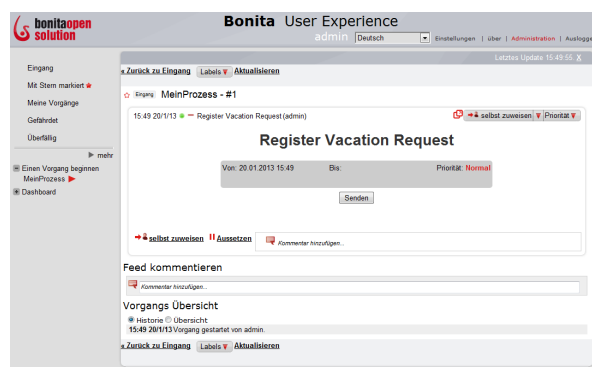 bonitaopen
solution
Bonita User Experience
admin Deutsch Einstellungen | über | Administration | Auslogge
Letztes Update 15:49:55 X
Eingang
Mit Stern markiert
Meine Vorgänge
Gefährdet
Überfällig
mehr
Einen Vorgang beginnen
MeinProzess
Dashboard
« Zurück zu Eingang Labels Aktualisieren
Eingang MeinProzess - #1
15:49 20/1/13 Register Vacation Request (admin) selbst zuweisen Priorität
Register Vacation Request
Von: 20.01.2013 15:49 Bis: Priorität: Normal
Senden
selbst zuweisen Aussetzen Kommentar hinzufügen...
Feed kommentieren
Kommentar hinzufügen...
Vorgangs Übersicht
Historie Übersicht
15:49 20/1/13 Vorgang gestartet von admin.
« Zurück zu Eingang Labels Aktualisieren